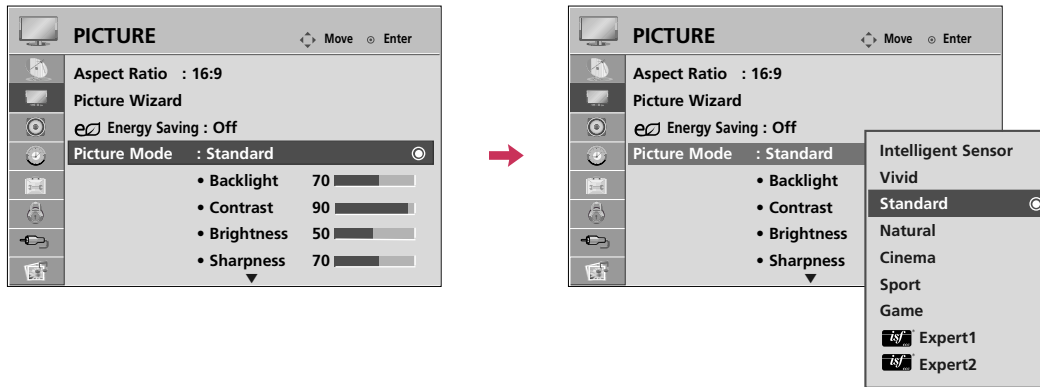 PICTURE Move Enter
Aspect Ratio : 16:9
Picture Wizard
Energy Saving : Off
Picture Mode : Standard
• Backlight 70
• Contrast 90
• Brightness 50
• Sharpness 70
PICTURE Move Enter
Aspect Ratio : 16:9
Picture Wizard
Energy Saving : Off
Picture Mode : Standard
• Backlight
• Contrast
• Brightness
• Sharpness
Intelligent Sensor
Vivid
Standard
Natural
Cinema
Sport
Game
isf Expert1
isf Expert2